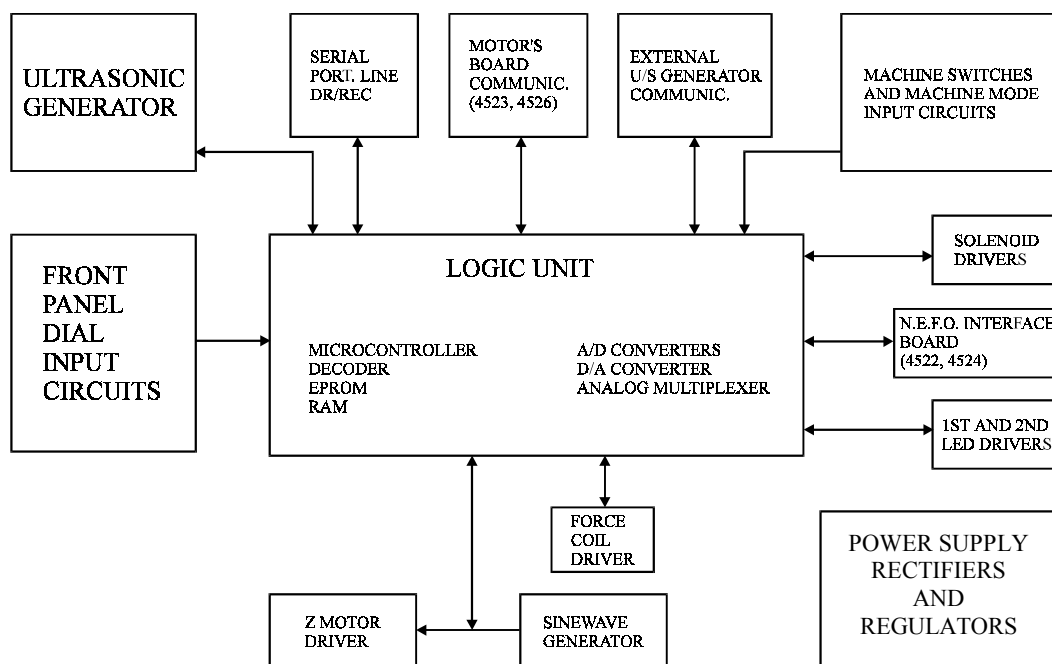 ULTRASONIC
GENERATOR
SERIAL
PORT. LINE
DR/REC
MOTOR'S
BOARD
COMMUNIC.
(4523, 4526)
EXTERNAL
U/S GENERATOR
COMMUNIC.
MACHINE SWITCHES
AND MACHINE MODE
INPUT CIRCUITS
FRONT
PANEL
DIAL
INPUT
CIRCUITS
LOGIC UNIT
MICROCONTROLLER
DECODER
EPROM
RAM
A/D CONVERTERS
D/A CONVERTER
ANALOG MULTIPLEXER
SOLENOID
DRIVERS
N.E.F.O. INTERFACE
BOARD
(4522, 4524)
1ST AND 2ND
LED DRIVERS
FORCE
COIL
DRIVER
Z MOTOR
DRIVER
SINEWAVE
GENERATOR
POWER SUPPLY
RECTIFIERS
AND
REGULATORS